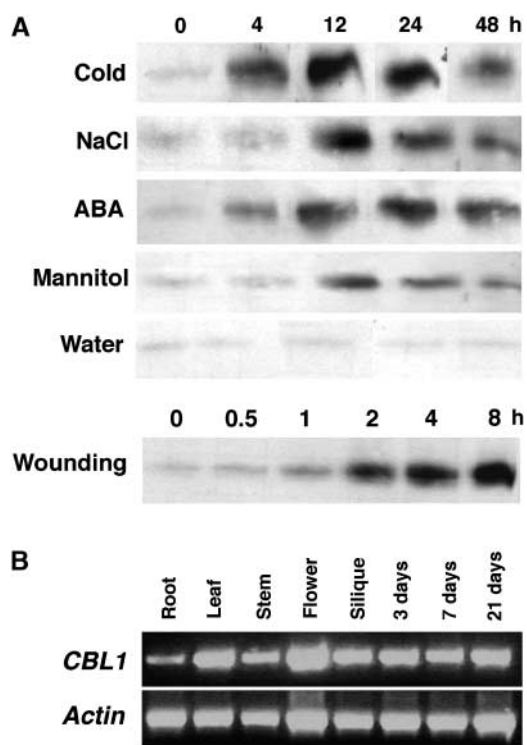 A
0 4 12 24 48 h
Cold
NaCl
ABA
Mannitol
Water
0 0.5 1 2 4 8 h
Wounding
B
Root Leaf Stem Flower Silique 3 days 7 days 21 days
CBL1
Actin